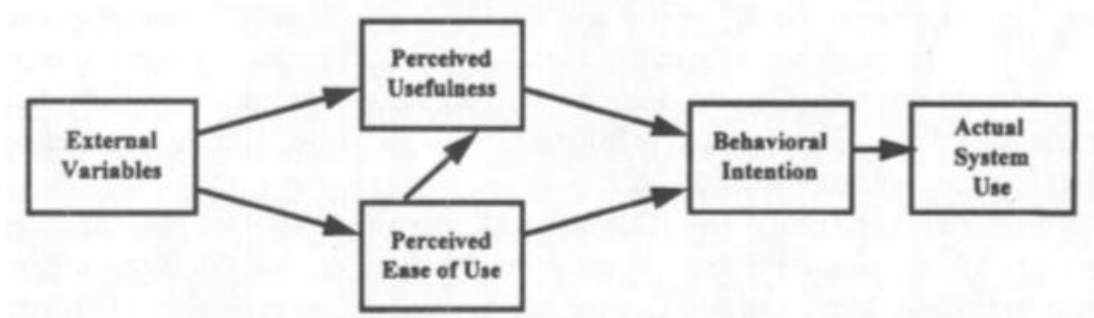 External
Variables
Perceived
Usefulness
Perceived
Ease of Use
Behavioral
Intention
Actual
System
Use